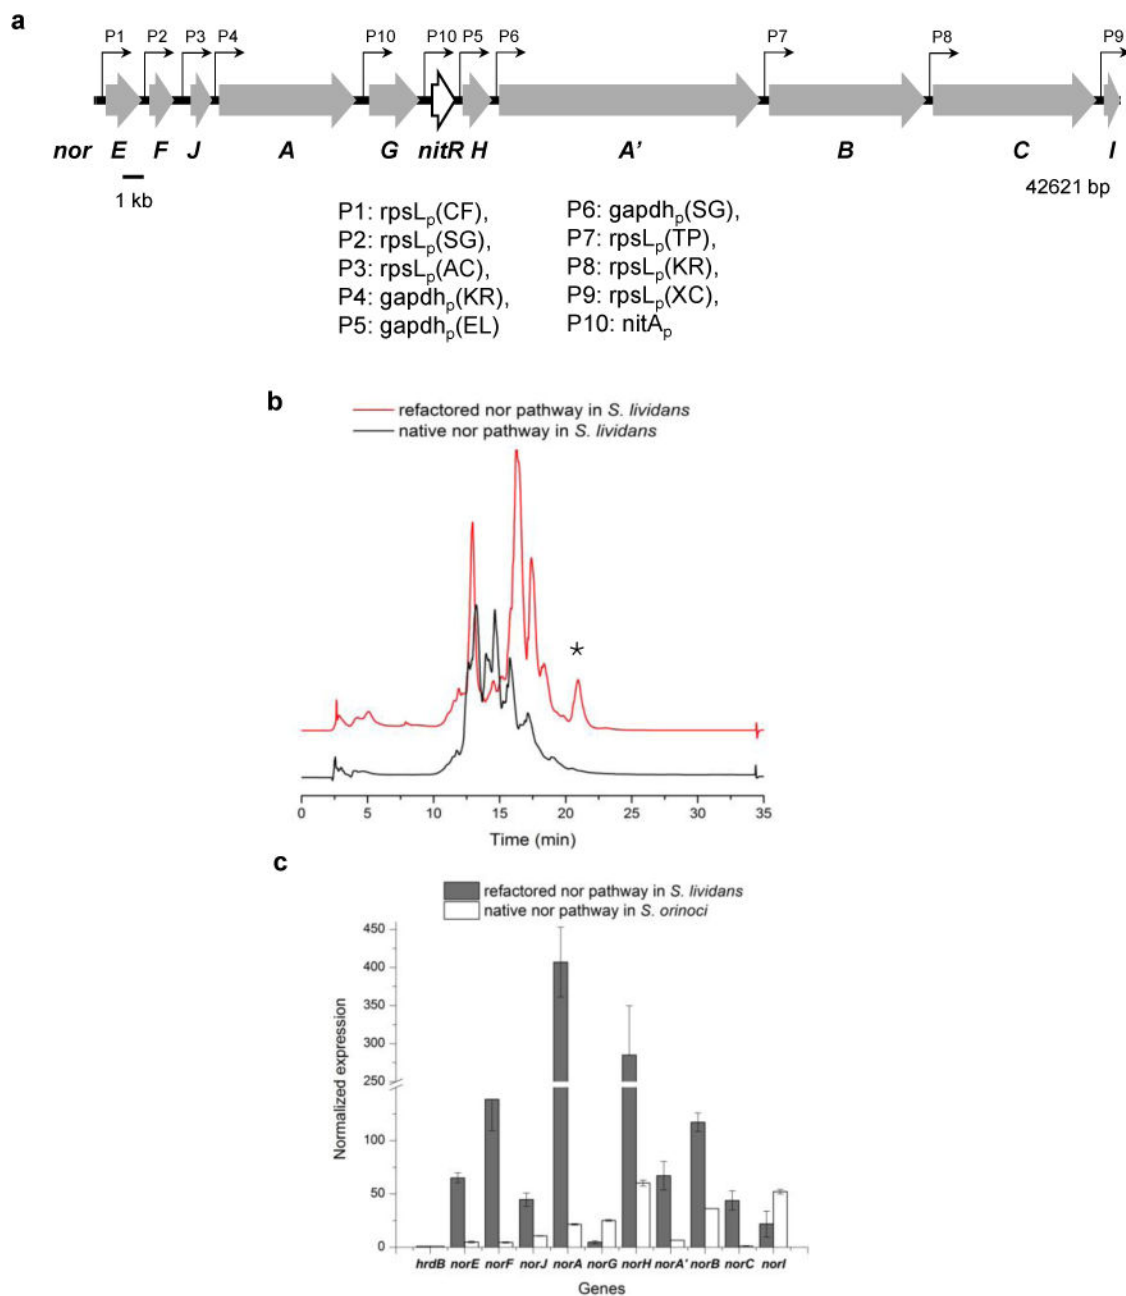 a
P1 P2 P3 P4 P10 P10 P5 P6 P7 P8 P9
nor E F J A G nitR H A' B C I
1 kb
42621 bp
P1: rpsLp(CF),
P2: rpsLp(SG),
P3: rpsLp(AC),
P4: gapdhp(KR),
P5: gapdhp(EL)
P6: gapdhp(SG),
P7: rpsLp(TP),
P8: rpsLp(KR),
P9: rpsLp(XC),
P10: nitAp
b
refactored nor pathway in S. lividans
native nor pathway in S. lividans
*
0 5 10 15 20 25 30 35
Time (min)
c
refactored nor pathway in S. lividans
native nor pathway in S. orinoci
Normalized expression
450
400
350
300
250
100
50
0
hrdB norE norF norJ norA norG norH norA' norB norC norI
Genes